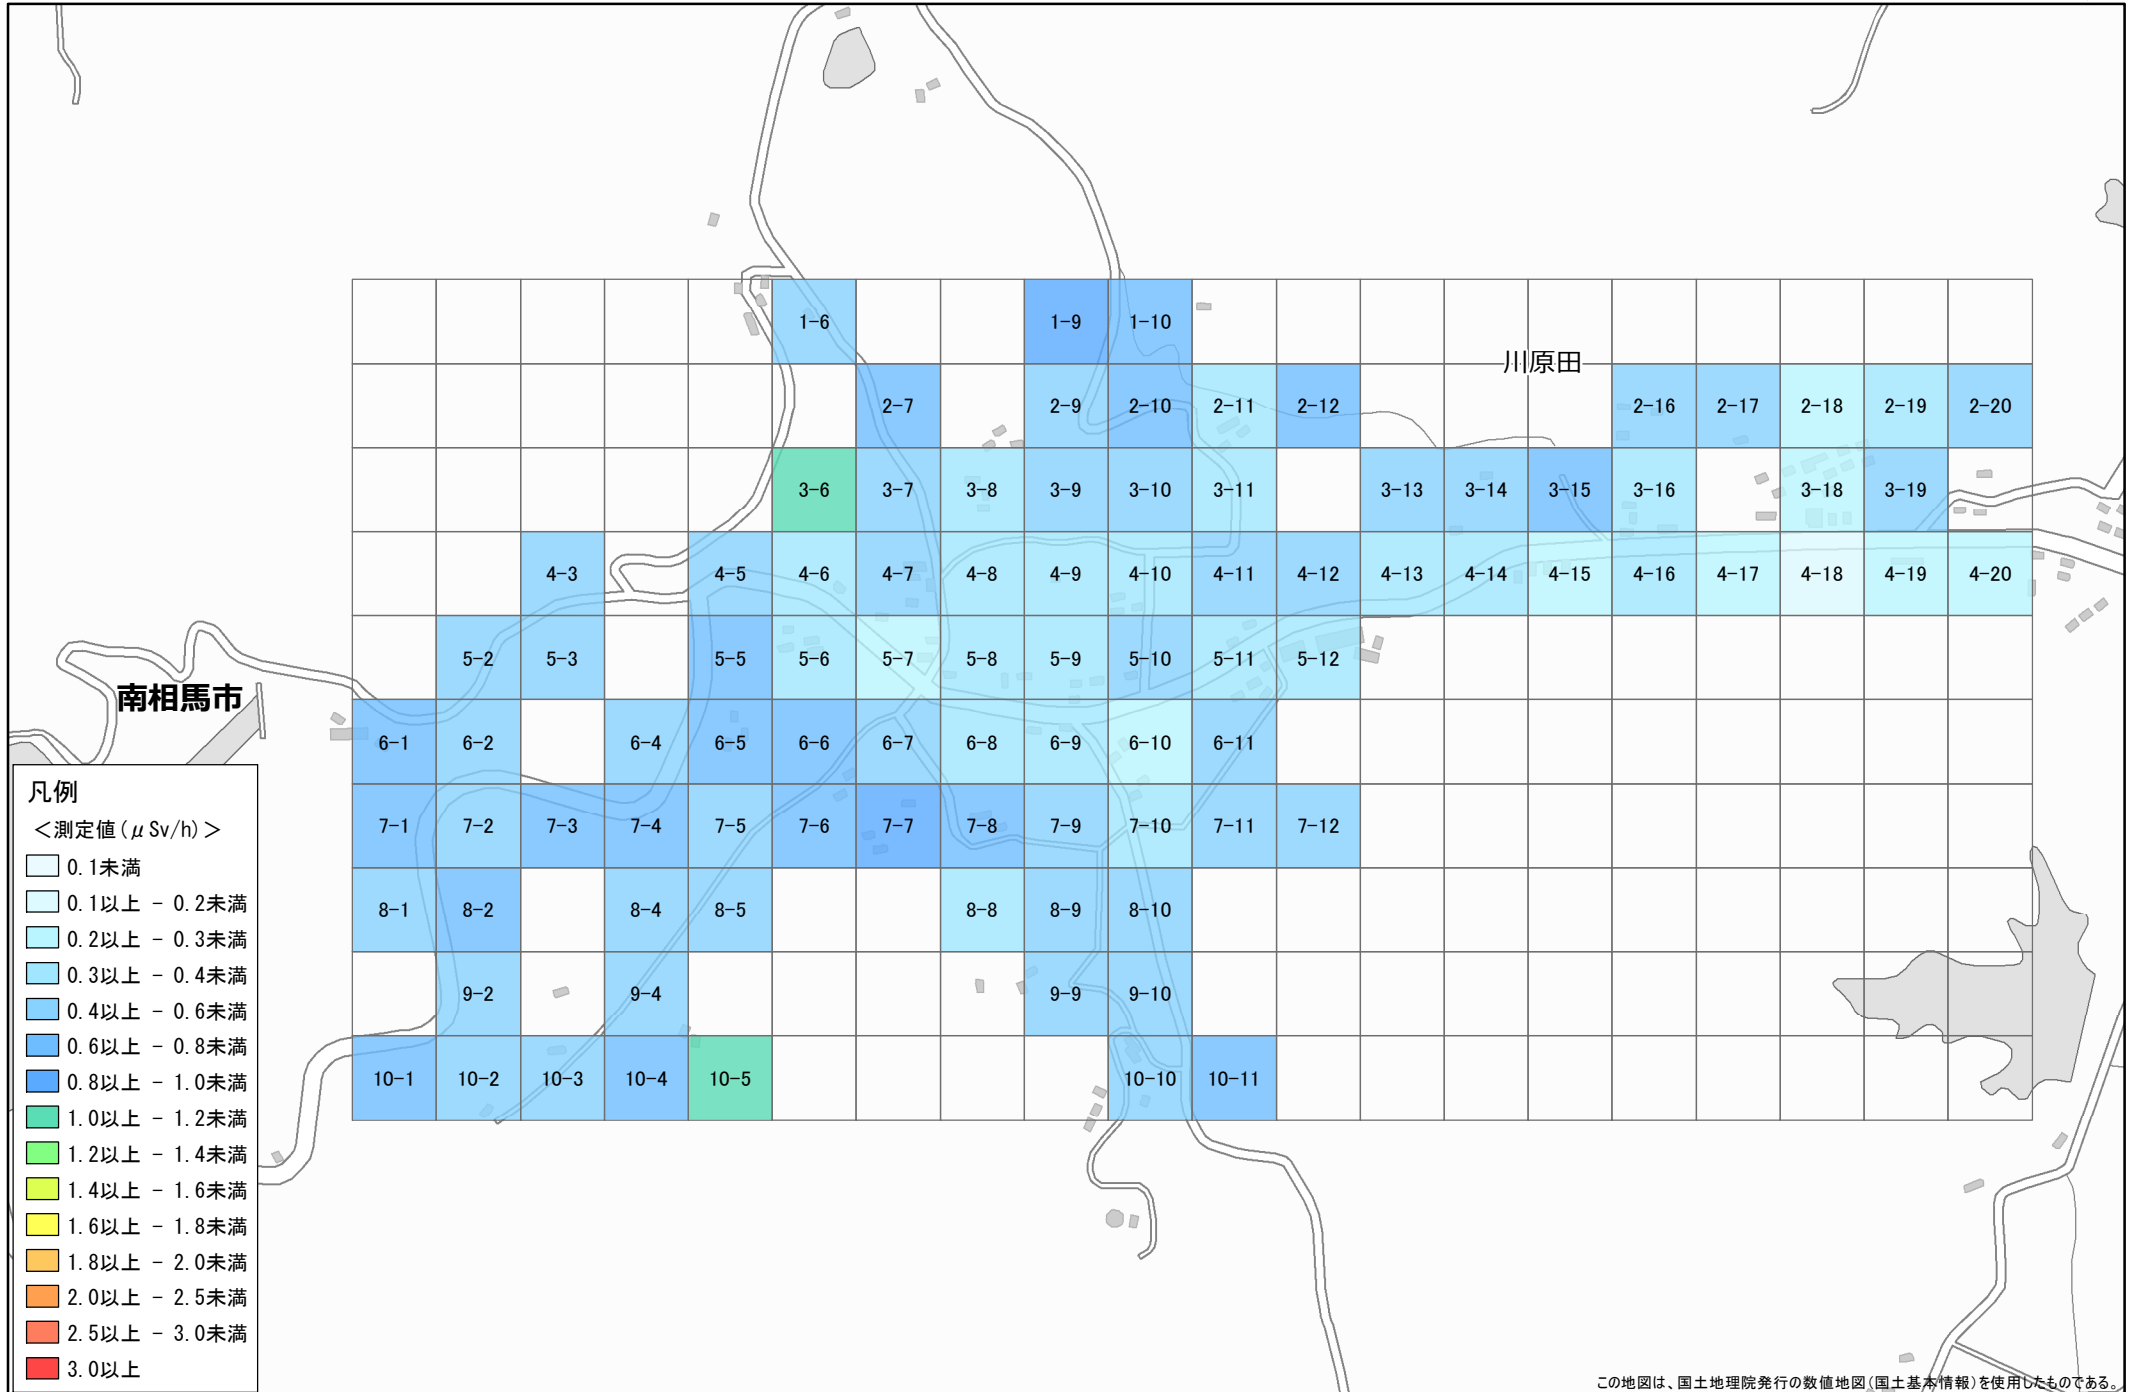 1-6 1-9 1-10
川原田
2-7 2-9 2-10 2-11 2-12 2-16 2-17 2-18 2-19 2-20
3-6 3-7 3-8 3-9 3-10 3-11 3-13 3-14 3-15 3-16 3-18 3-19
4-3 4-5 4-6 4-7 4-8 4-9 4-10 4-11 4-12 4-13 4-14 4-15 4-16 4-17 4-18 4-19 4-20
5-2 5-3 5-5 5-6 5-7 5-8 5-9 5-10 5-11 5-12
南相馬市
6-1 6-2 6-4 6-5 6-6 6-7 6-8 6-9 6-10 6-11
7-1 7-2 7-3 7-4 7-5 7-6 7-7 7-8 7-9 7-10 7-11 7-12
8-1 8-2 8-4 8-5 8-8 8-9 8-10
9-2 9-4 9-9 9-10
10-1 10-2 10-3 10-4 10-5 10-10 10-11
凡例
＜測定値(μSv/h)＞
0.1未満
0.1以上 - 0.2未満
0.2以上 - 0.3未満
0.3以上 - 0.4未満
0.4以上 - 0.6未満
0.6以上 - 0.8未満
0.8以上 - 1.0未満
1.0以上 - 1.2未満
1.2以上 - 1.4未満
1.4以上 - 1.6未満
1.6以上 - 1.8未満
1.8以上 - 2.0未満
2.0以上 - 2.5未満
2.5以上 - 3.0未満
3.0以上
この地図は、国土地理院発行の数値地図(国土基本情報)を使用したものである。